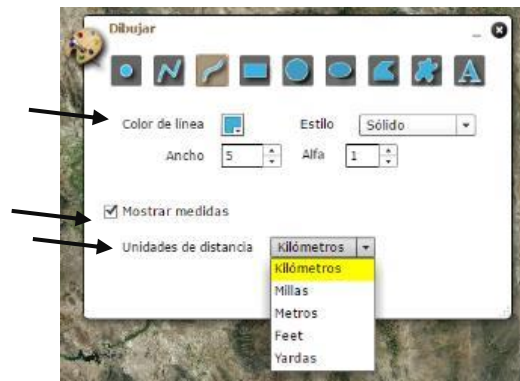 Dibujar
A
Color de línea Estilo Sólido
Ancho 5 Alfa 1
Mostrar medidas
Unidades de distancia Kilómetros
Kilómetros
Millas
Metros
Feet
Yardas